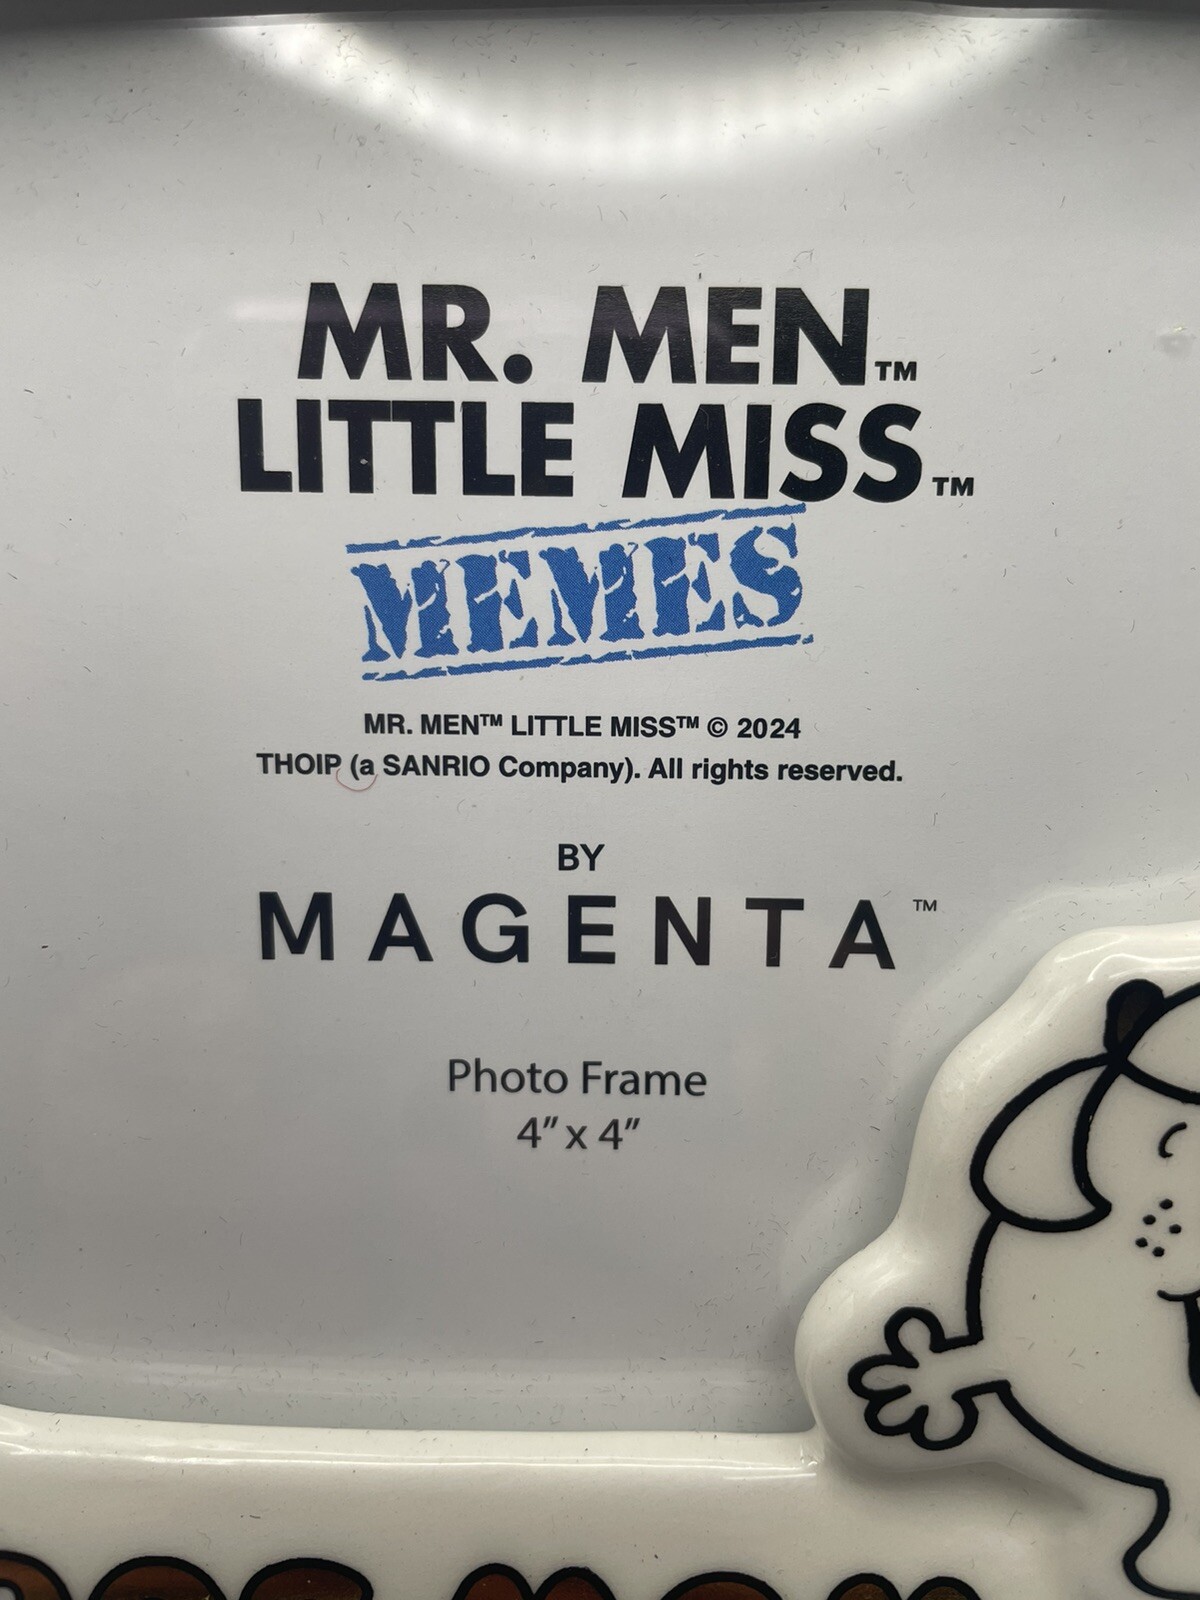 MR. MEN™
LITTLE MISS™
MEMES
MR. MEN™ LITTLE MISS™ © 2024
THOIP (a SANRIO Company). All rights reserved.
BY
MAGENTA™
Photo Frame
4” x 4”